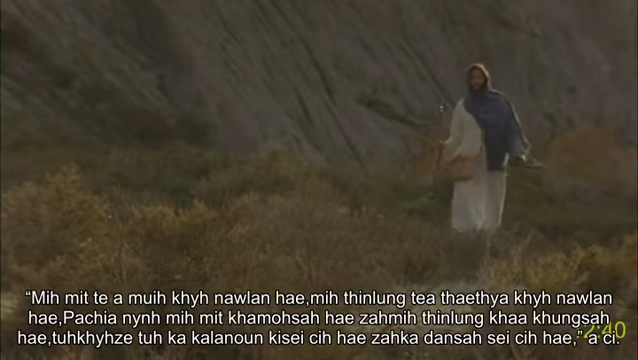 “Mih mit te a muih khyh nawlan hae,mih thinlung tea thaethya khyh nawlan
hae,Pachia nynh mih mit khamohsah hae zahmih thinlung khaa khungsah
hae,tuhkhyhze tuh ka kalanoun kisei cih hae zahka dansah sei cih hae,” a ci.
2:40